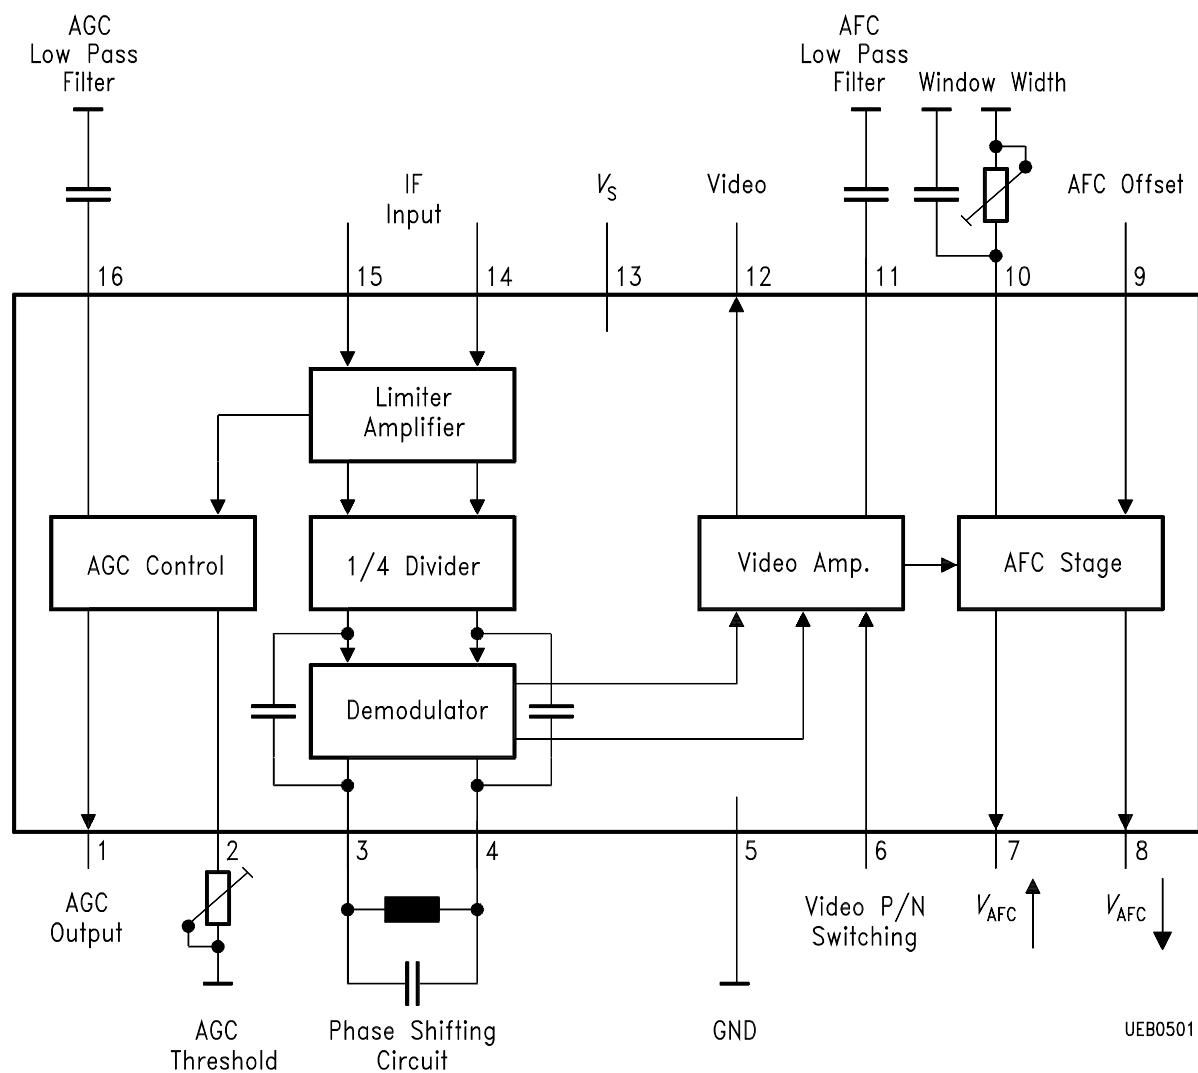 AGC
Low Pass
Filter
AFC
Low Pass
Filter
Window Width
IF
Input
VS
Video
AFC Offset
16
15
14
13
12
11
10
9
Limiter
Amplifier
AGC Control
1/4 Divider
Video Amp.
AFC Stage
Demodulator
1
2
3
4
5
6
7
8
AGC
Output
Video P/N
Switching
VAFC
VAFC
AGC
Threshold
Phase Shifting
Circuit
GND
UEB0501